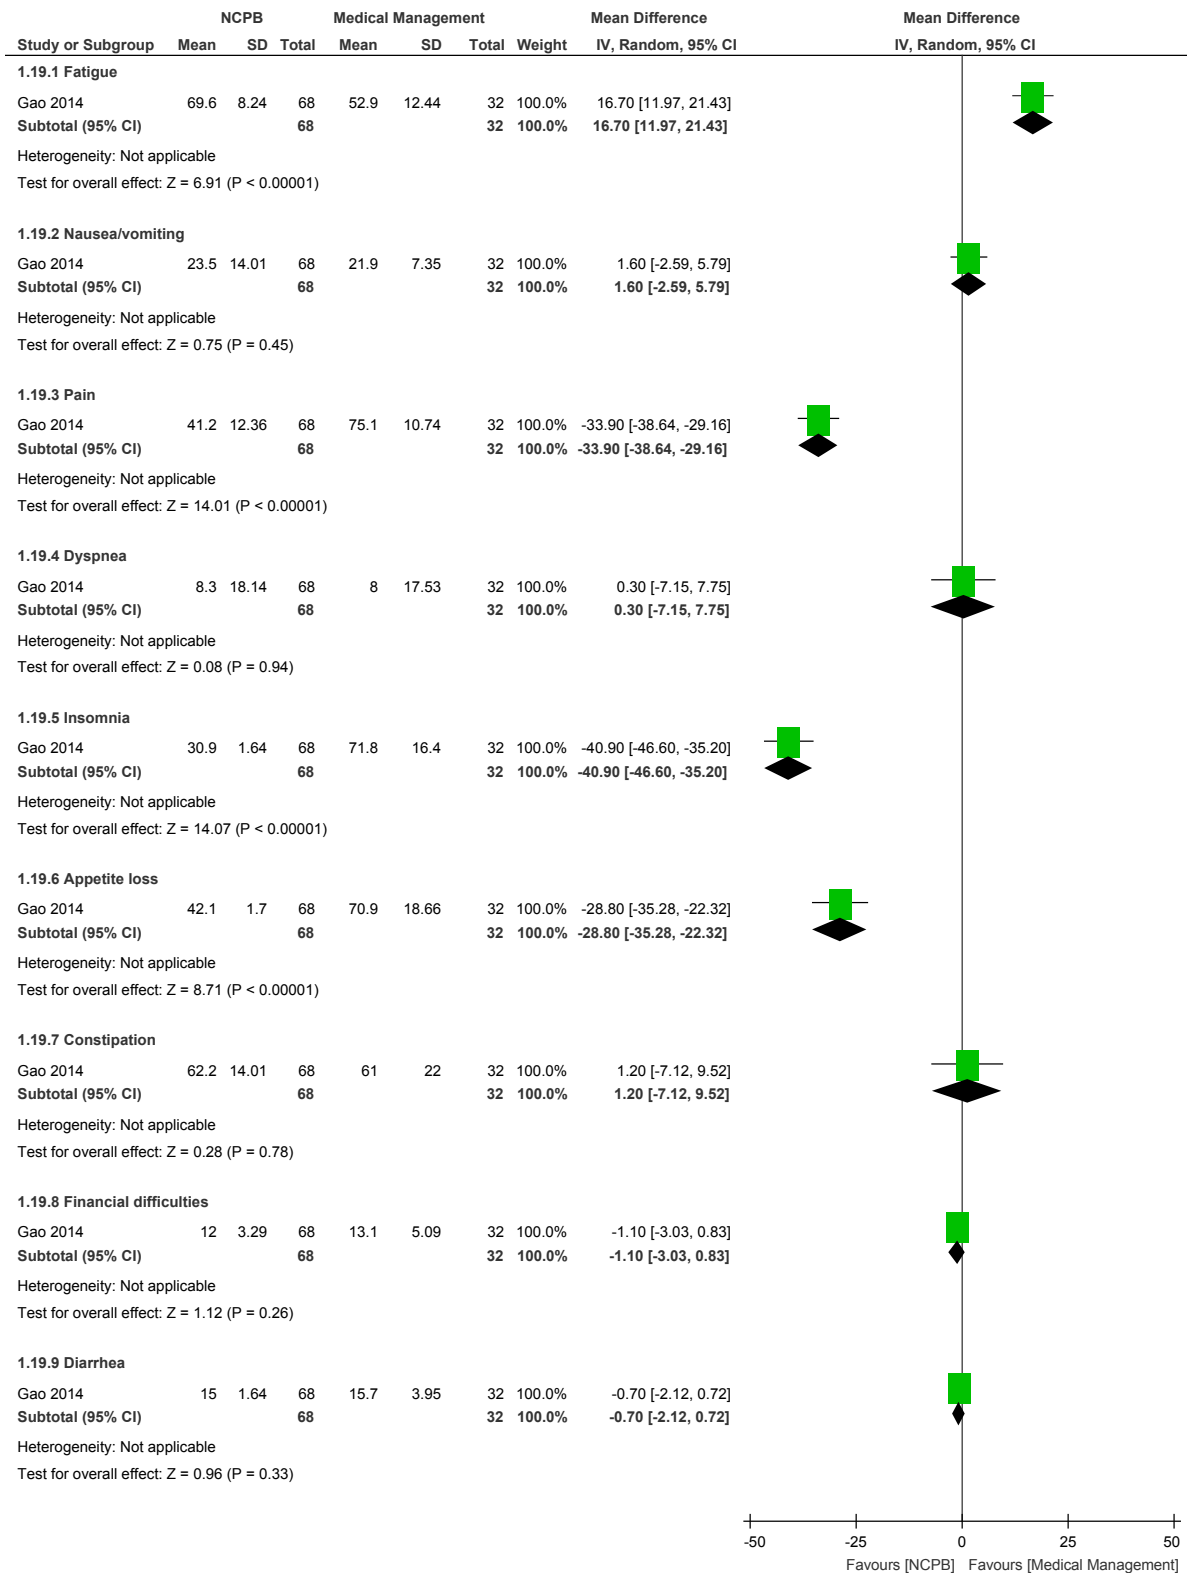 NCPB Medical Management Mean Difference Mean Difference
Study or Subgroup Mean SD Total Mean SD Total Weight IV, Random, 95% CI IV, Random, 95% CI
1.19.1 Fatigue
Gao 2014 69.6 8.24 68 52.9 12.44 32 100.0% 16.70 [11.97, 21.43]
Subtotal (95% CI) 68 32 100.0% 16.70 [11.97, 21.43]
Heterogeneity: Not applicable
Test for overall effect: Z = 6.91 (P < 0.00001)
1.19.2 Nausea/vomiting
Gao 2014 23.5 14.01 68 21.9 7.35 32 100.0% 1.60 [-2.59, 5.79]
Subtotal (95% CI) 68 32 100.0% 1.60 [-2.59, 5.79]
Heterogeneity: Not applicable
Test for overall effect: Z = 0.75 (P = 0.45)
1.19.3 Pain
Gao 2014 41.2 12.36 68 75.1 10.74 32 100.0% -33.90 [-38.64, -29.16]
Subtotal (95% CI) 68 32 100.0% -33.90 [-38.64, -29.16]
Heterogeneity: Not applicable
Test for overall effect: Z = 14.01 (P < 0.00001)
1.19.4 Dyspnea
Gao 2014 8.3 18.14 68 8 17.53 32 100.0% 0.30 [-7.15, 7.75]
Subtotal (95% CI) 68 32 100.0% 0.30 [-7.15, 7.75]
Heterogeneity: Not applicable
Test for overall effect: Z = 0.08 (P = 0.94)
1.19.5 Insomnia
Gao 2014 30.9 1.64 68 71.8 16.4 32 100.0% -40.90 [-46.60, -35.20]
Subtotal (95% CI) 68 32 100.0% -40.90 [-46.60, -35.20]
Heterogeneity: Not applicable
Test for overall effect: Z = 14.07 (P < 0.00001)
1.19.6 Appetite loss
Gao 2014 42.1 1.7 68 70.9 18.66 32 100.0% -28.80 [-35.28, -22.32]
Subtotal (95% CI) 68 32 100.0% -28.80 [-35.28, -22.32]
Heterogeneity: Not applicable
Test for overall effect: Z = 8.71 (P < 0.00001)
1.19.7 Constipation
Gao 2014 62.2 14.01 68 61 22 32 100.0% 1.20 [-7.12, 9.52]
Subtotal (95% CI) 68 32 100.0% 1.20 [-7.12, 9.52]
Heterogeneity: Not applicable
Test for overall effect: Z = 0.28 (P = 0.78)
1.19.8 Financial difficulties
Gao 2014 12 3.29 68 13.1 5.09 32 100.0% -1.10 [-3.03, 0.83]
Subtotal (95% CI) 68 32 100.0% -1.10 [-3.03, 0.83]
Heterogeneity: Not applicable
Test for overall effect: Z = 1.12 (P = 0.26)
1.19.9 Diarrhea
Gao 2014 15 1.64 68 15.7 3.95 32 100.0% -0.70 [-2.12, 0.72]
Subtotal (95% CI) 68 32 100.0% -0.70 [-2.12, 0.72]
Heterogeneity: Not applicable
Test for overall effect: Z = 0.96 (P = 0.33)
-50 -25 0 25 50
Favours [NCPB] Favours [Medical Management]